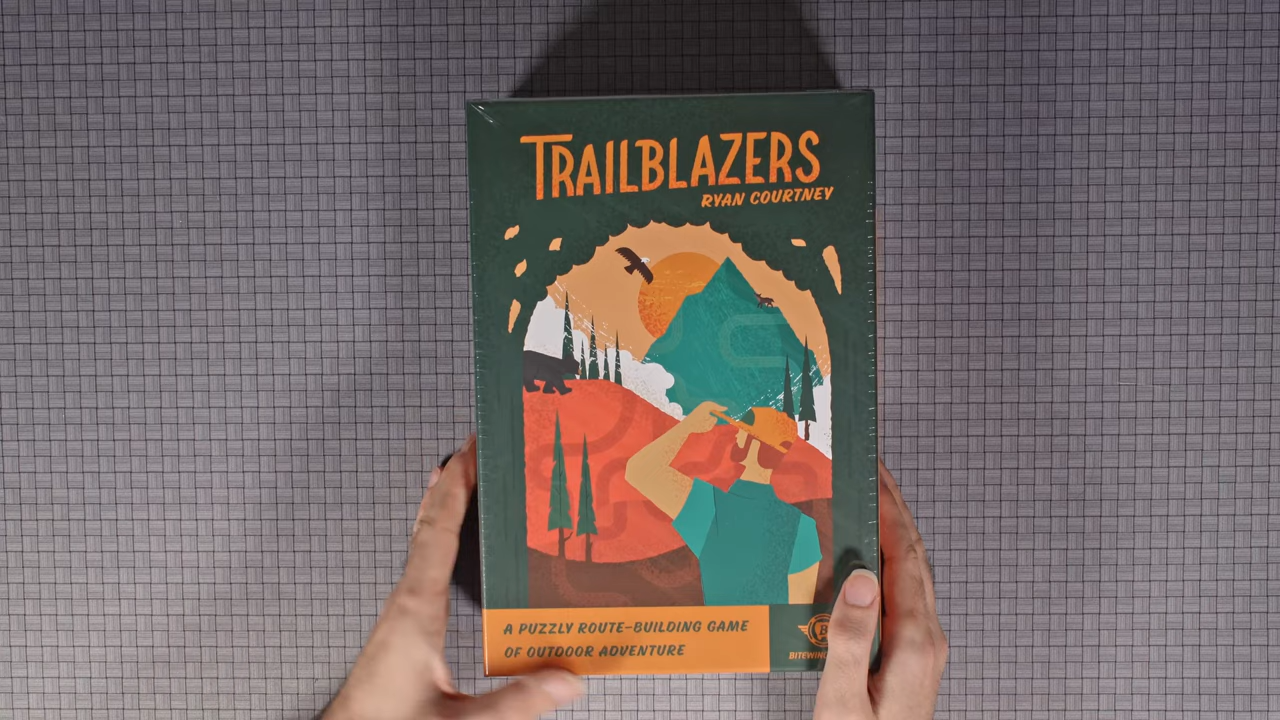 TRAILBLAZERS
RYAN COURTNEY
A PUZZLY ROUTE-BUILDING GAME
OF OUTDOOR ADVENTURE
B